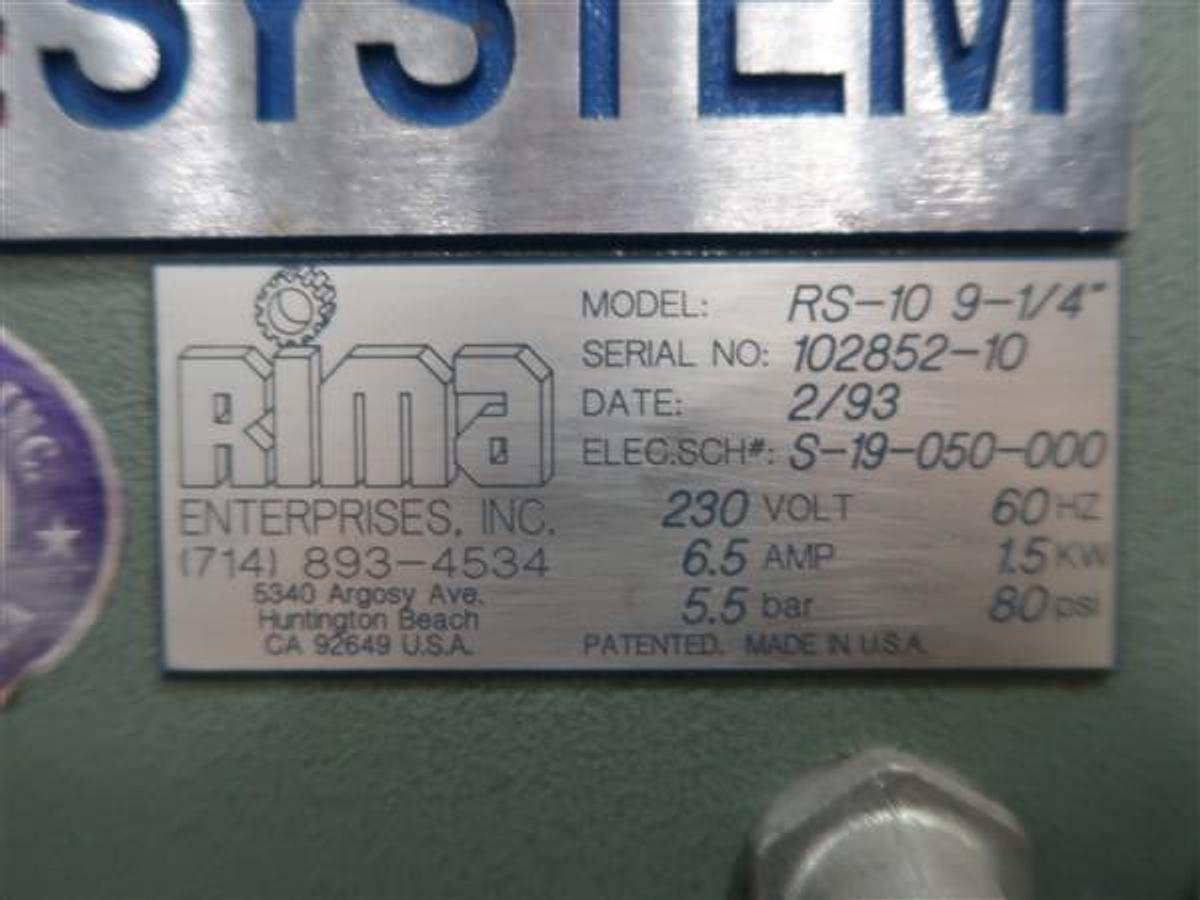 SYSTEM
INC.
Rima
ENTERPRISES, INC.
(714) 893-4534
5340 Argosy Ave.
Huntington Beach
CA 92649 U.S.A.
MODEL: RS-10 9-1/4"
SERIAL NO: 102852-10
DATE: 2/93
ELEC.SCH#: S-19-050-000
230 VOLT 60 HZ
6.5 AMP 1.5 KW
5.5 bar 80 psi
PATENTED. MADE IN U.S.A.